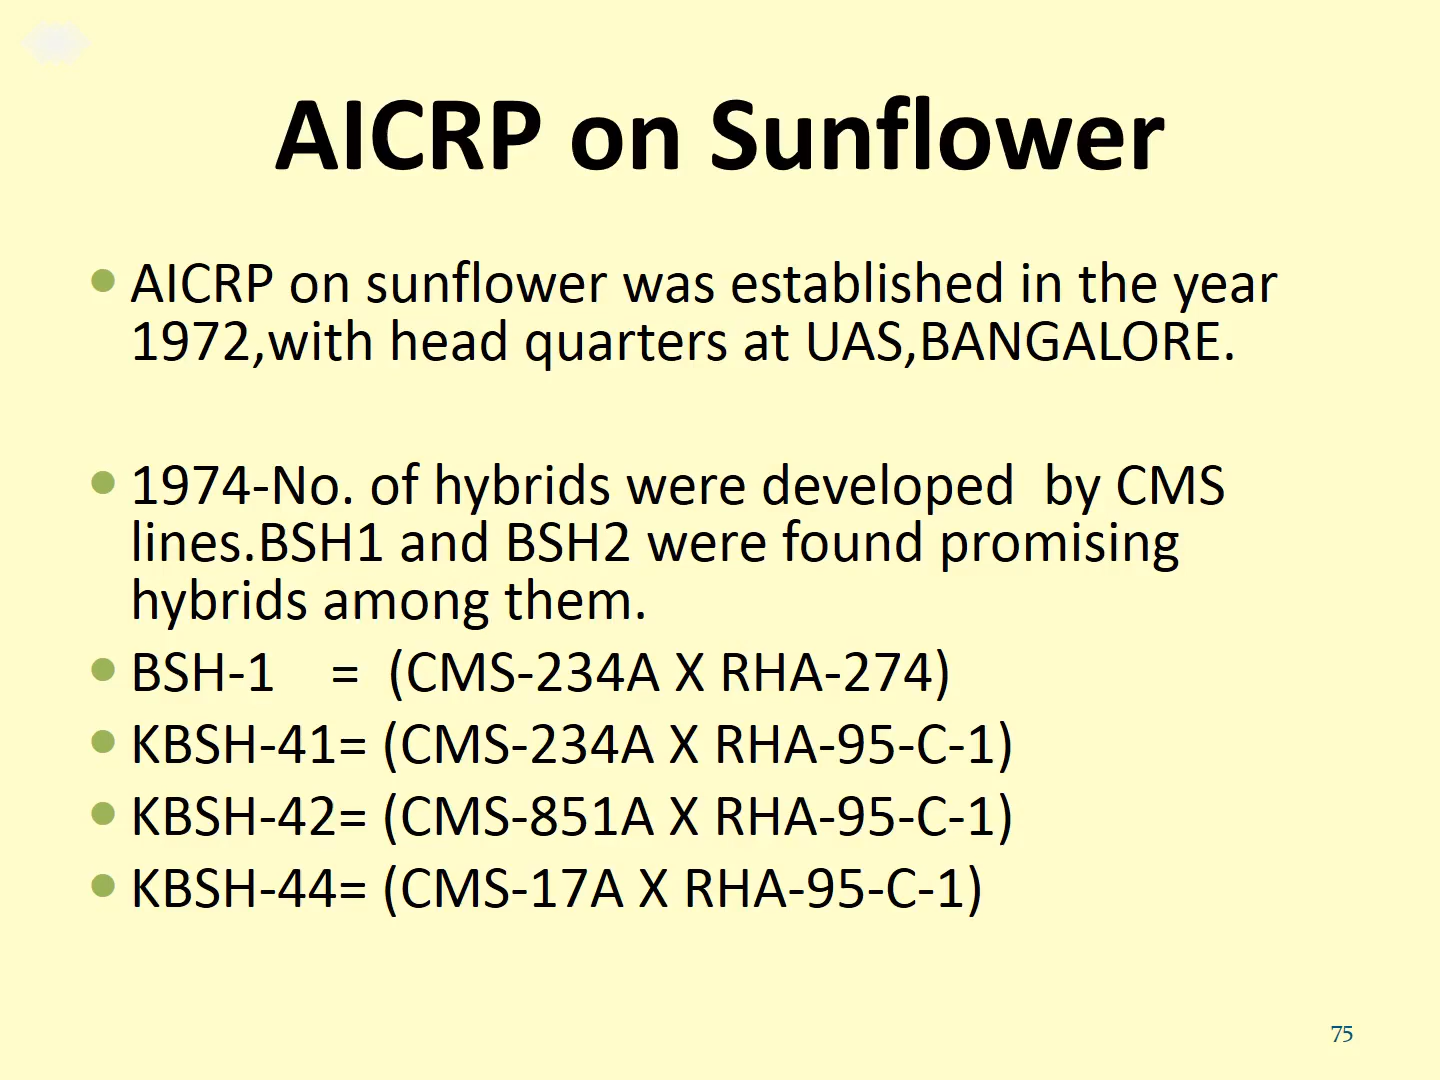 AICRP on Sunflower
AICRP on sunflower was established in the year
1972,with head quarters at UAS,BANGALORE.
1974-No. of hybrids were developed  by CMS
lines.BSH1 and BSH2 were found promising
hybrids among them.
BSH-1    =  (CMS-234A X RHA-274)
KBSH-41= (CMS-234A X RHA-95-C-1)
KBSH-42= (CMS-851A X RHA-95-C-1)
KBSH-44= (CMS-17A X RHA-95-C-1)
75